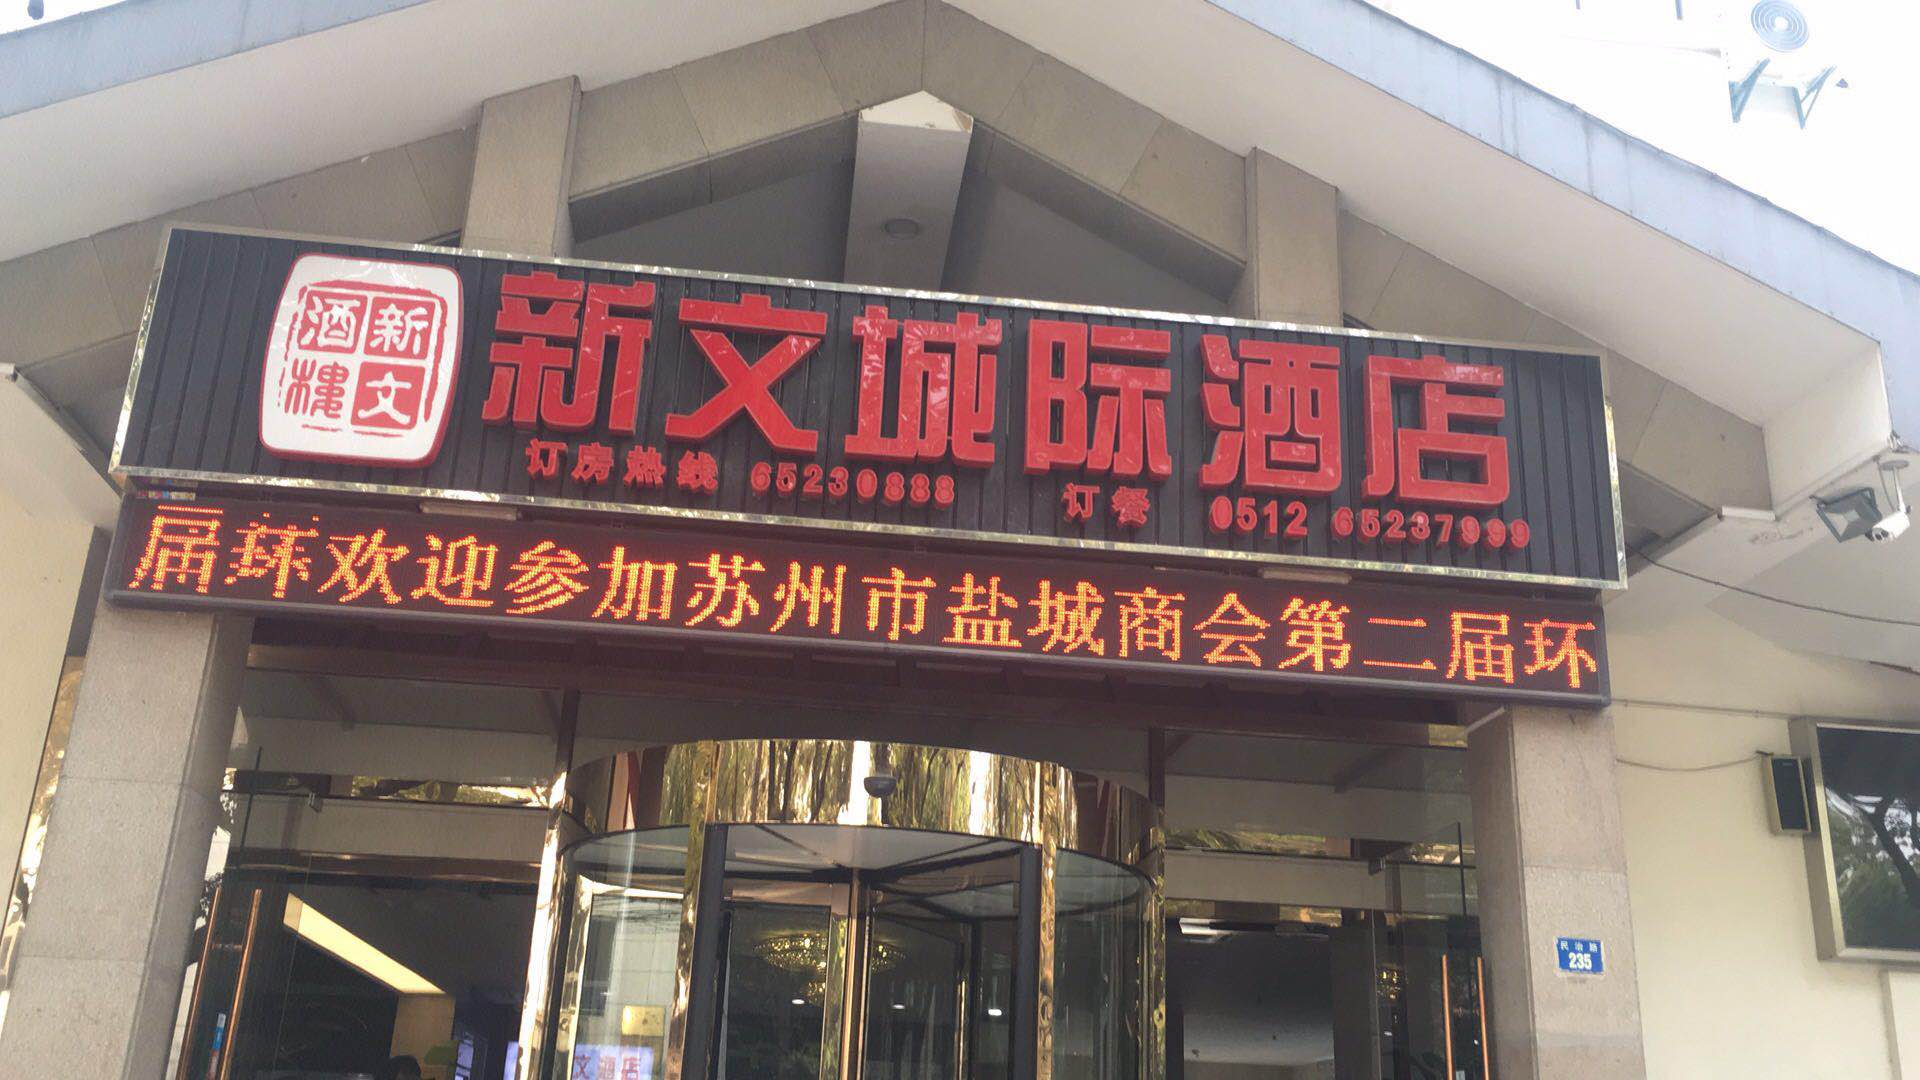 新文酒樓
新文城际酒店
订房热线 65230888 订餐 0512 65237999
届环欢迎参加苏州市盐城商会第二届环
民治路
235
文酒店